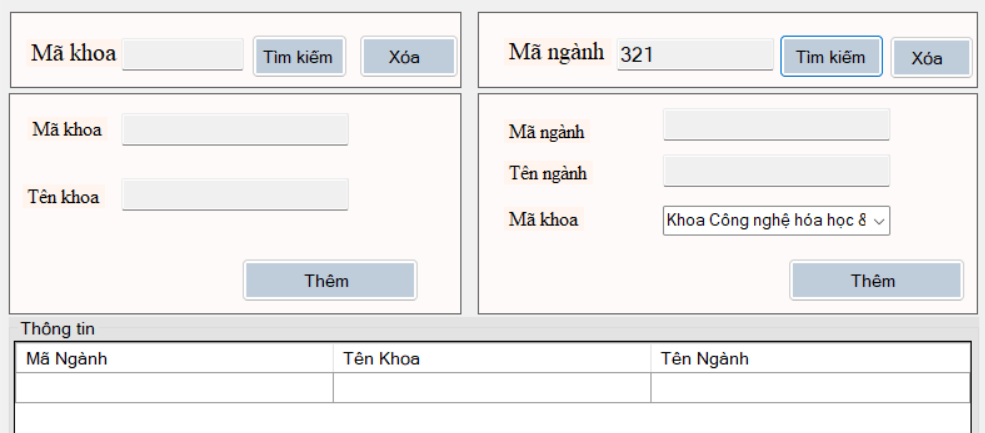 Mã khoa Tìm kiếm Xóa
Mã ngành 321 Tìm kiếm Xóa
Mã khoa
Tên khoa
Thêm
Mã ngành
Tên ngành
Mã khoa Khoa Công nghệ hóa học &
Thêm
Thông tin
Mã Ngành Tên Khoa Tên Ngành